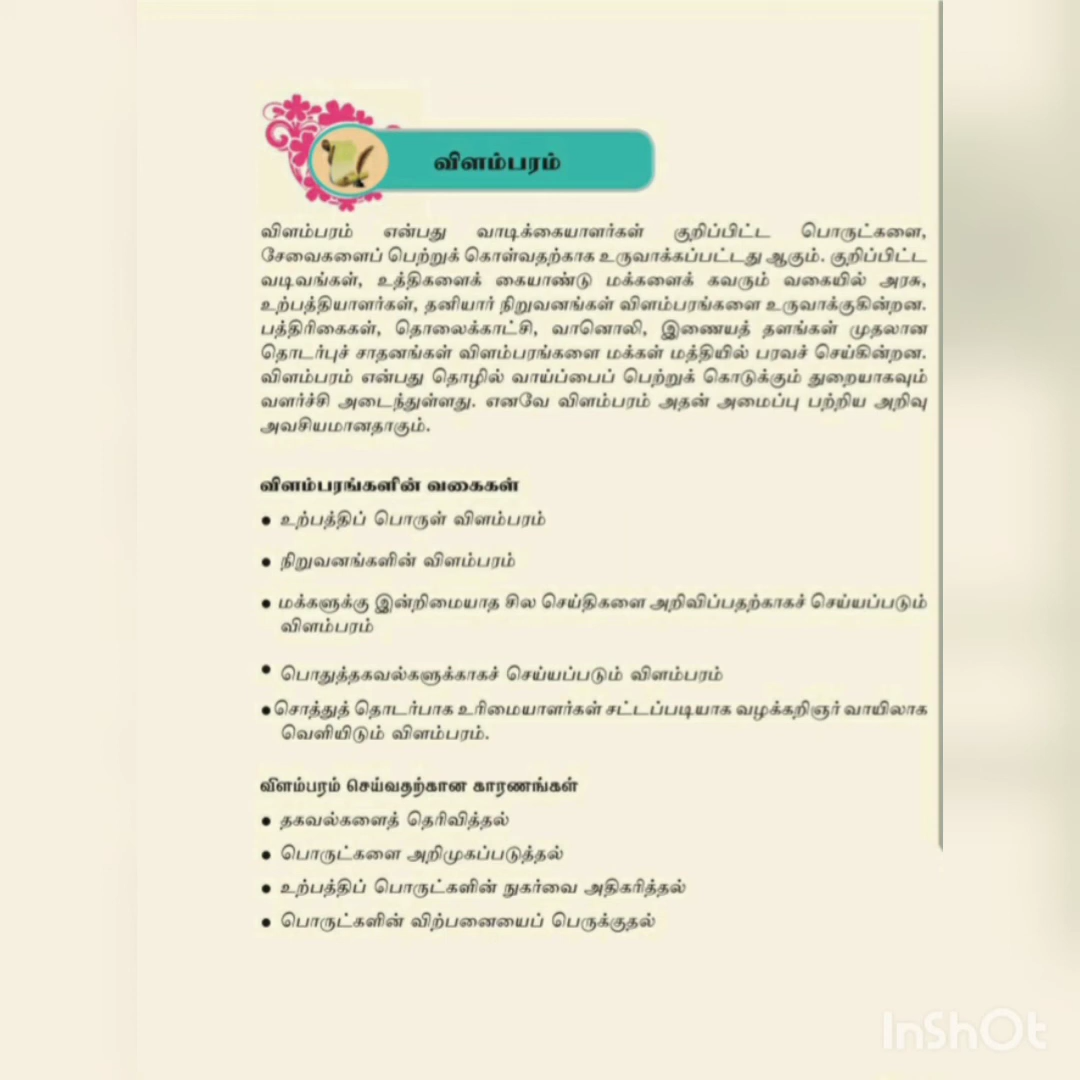 விளம்பரம்
விளம்பரம் என்பது வாடிக்கையாளர்கள் குறிப்பிட்ட பொருட்களை,
சேவைகளைப் பெற்றுக் கொள்வதற்காக உருவாக்கப்பட்டது ஆகும். குறிப்பிட்ட
வடிவங்கள், உத்திகளைக் கையாண்டு மக்களைக் கவரும் வகையில் அரசு,
உற்பத்தியாளர்கள், தனியார் நிறுவனங்கள் விளம்பரங்களை உருவாக்குகின்றன.
பத்திரிகைகள், தொலைக்காட்சி, வானொலி, இணையத் தளங்கள் முதலான
தொடர்புச் சாதனங்கள் விளம்பரங்களை மக்கள் மத்தியில் பரவச் செய்கின்றன.
விளம்பரம் என்பது தொழில் வாய்ப்பைப் பெற்றுக் கொடுக்கும் துறையாகவும்
வளர்ச்சி அடைந்துள்ளது. எனவே விளம்பரம் அதன் அமைப்பு பற்றிய அறிவு
அவசியமானதாகும்.
விளம்பரங்களின் வகைகள்
• உற்பத்திப் பொருள் விளம்பரம்
• நிறுவனங்களின் விளம்பரம்
• மக்களுக்கு இன்றிமையாத சில செய்திகளை அறிவிப்பதற்காகச் செய்யப்படும்
விளம்பரம்
• பொதுத்தகவல்களுக்காகச் செய்யப்படும் விளம்பரம்
• சொத்துத் தொடர்பாக உரிமையாளர்கள் சட்டப்படியாக வழக்கறிஞர் வாயிலாக
வெளியிடும் விளம்பரம்.
விளம்பரம் செய்வதற்கான காரணங்கள்
• தகவல்களைத் தெரிவித்தல்
• பொருட்களை அறிமுகப்படுத்தல்
• உற்பத்திப் பொருட்களின் நுகர்வை அதிகரித்தல்
• பொருட்களின் விற்பனையைப் பெருக்குதல்
InShOt